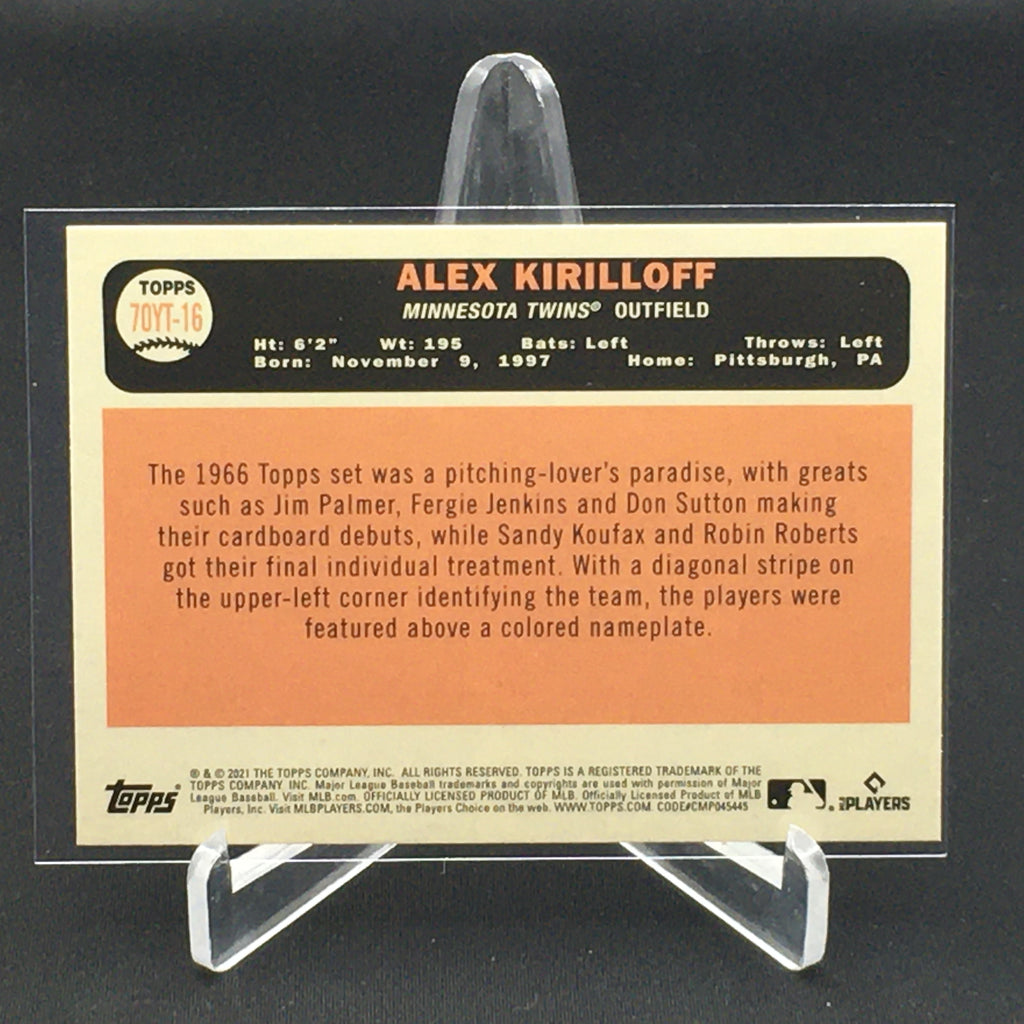 TOPPS
70YT-16
ALEX KIRILLOFF
MINNESOTA TWINS® OUTFIELD
Ht: 6'2" Wt: 195 Bats: Left Throws: Left
Born: November 9, 1997 Home: Pittsburgh, PA
The 1966 Topps set was a pitching-lover's paradise, with greats
such as Jim Palmer, Fergie Jenkins and Don Sutton making
their cardboard debuts, while Sandy Koufax and Robin Roberts
got their final individual treatment. With a diagonal stripe on
the upper-left corner identifying the team, the players were
featured above a colored nameplate.
topps®
® & © 2021 THE TOPPS COMPANY, INC. ALL RIGHTS RESERVED. TOPPS IS A REGISTERED TRADEMARK OF THE
TOPPS COMPANY INC. Major League Baseball trademarks and copyrights are used with permission of Major
League Baseball. Visit MLB.com. OFFICIALLY LICENSED PRODUCT OF MLB. Officially Licensed Product of MLB
Players, Inc. Visit MLBPLAYERS.COM, the Players Choice on the web. WWW.TOPPS.COM. CODE#CMP045445
PLAYERS